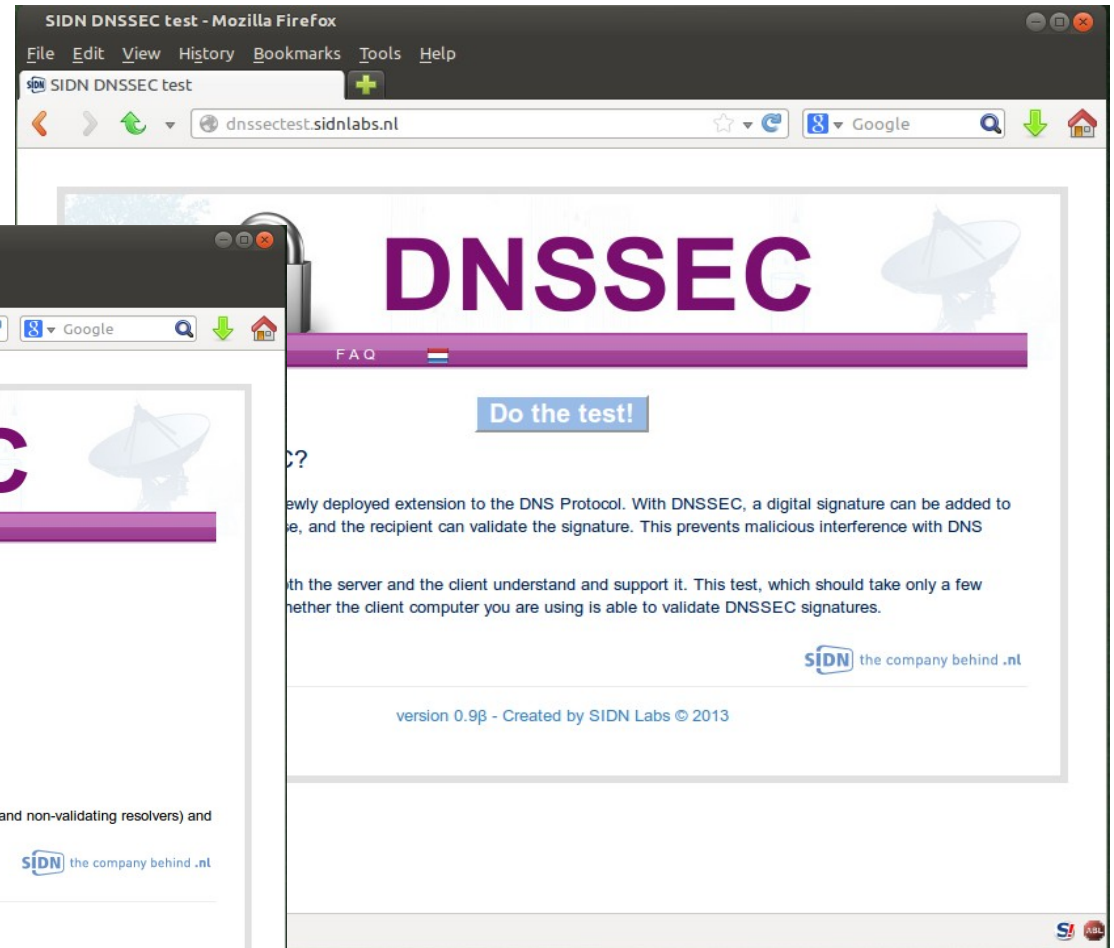 SIDN DNSSEC test - Mozilla Firefox
File Edit View History Bookmarks Tools Help
SIDN SIDN DNSSEC test
dnssectest.sidnlabs.nl
Google
DNSSEC
FAQ
Do the test!
C?
ewly deployed extension to the DNS Protocol. With DNSSEC, a digital signature can be added to
se, and the recipient can validate the signature. This prevents malicious interference with DNS
oth the server and the client understand and support it. This test, which should take only a few
hether the client computer you are using is able to validate DNSSEC signatures.
SIDN the company behind .nl
version 0.9β - Created by SIDN Labs © 2013
S! ABL
8 Google
C
and non-validating resolvers) and
SIDN the company behind .nl